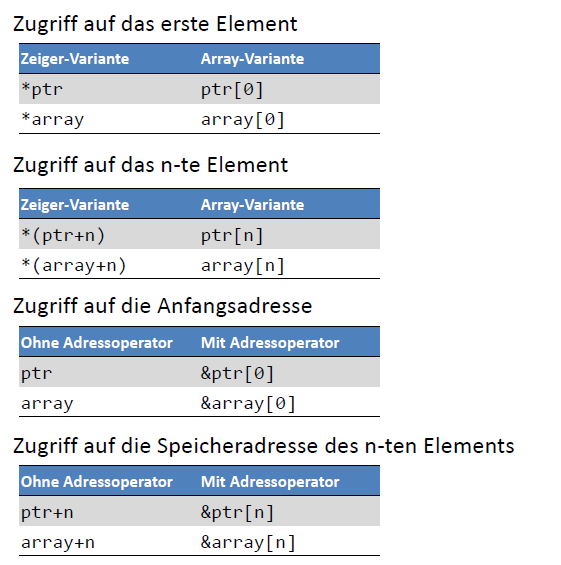 Zugriff auf das erste Element
Zeiger-Variante Array-Variante
*ptr ptr[0]
*array array[0]
Zugriff auf das n-te Element
Zeiger-Variante Array-Variante
*(ptr+n) ptr[n]
*(array+n) array[n]
Zugriff auf die Anfangsadresse
Ohne Adressoperator Mit Adressoperator
ptr &ptr[0]
array &array[0]
Zugriff auf die Speicheradresse des n-ten Elements
Ohne Adressoperator Mit Adressoperator
ptr+n &ptr[n]
array+n &array[n]